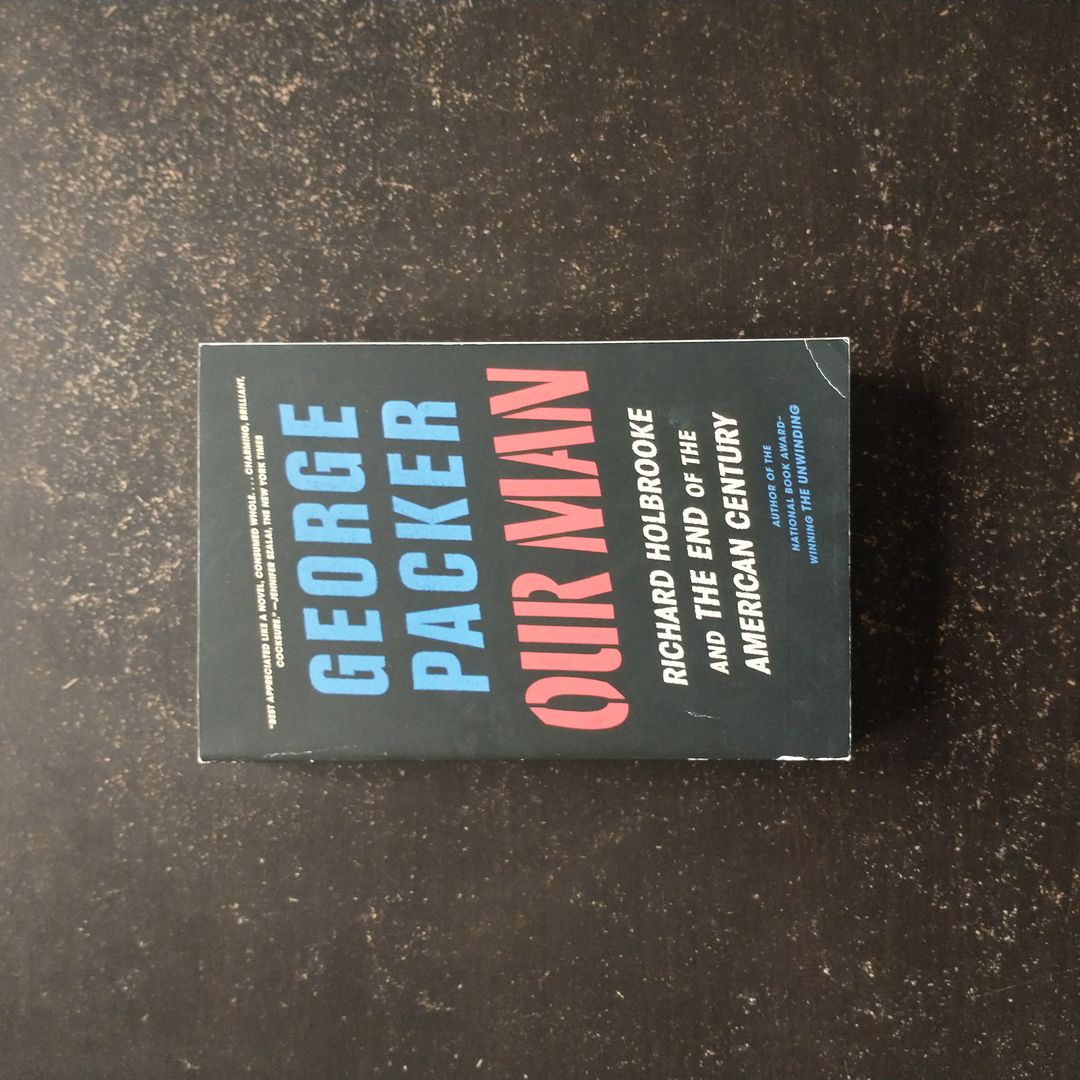 "BEST APPRECIATED LIKE A NOVEL, CONSUMED WHOLE. . . . CHARMING, BRILLIANT,
COCKSURE." —JENNIFER SZALAI, THE NEW YORK TIMES
GEORGE
PACKER
OUR MAN
RICHARD HOLBROOKE
AND THE END OF THE
AMERICAN CENTURY
AUTHOR OF THE
NATIONAL BOOK AWARD–
WINNING THE UNWINDING